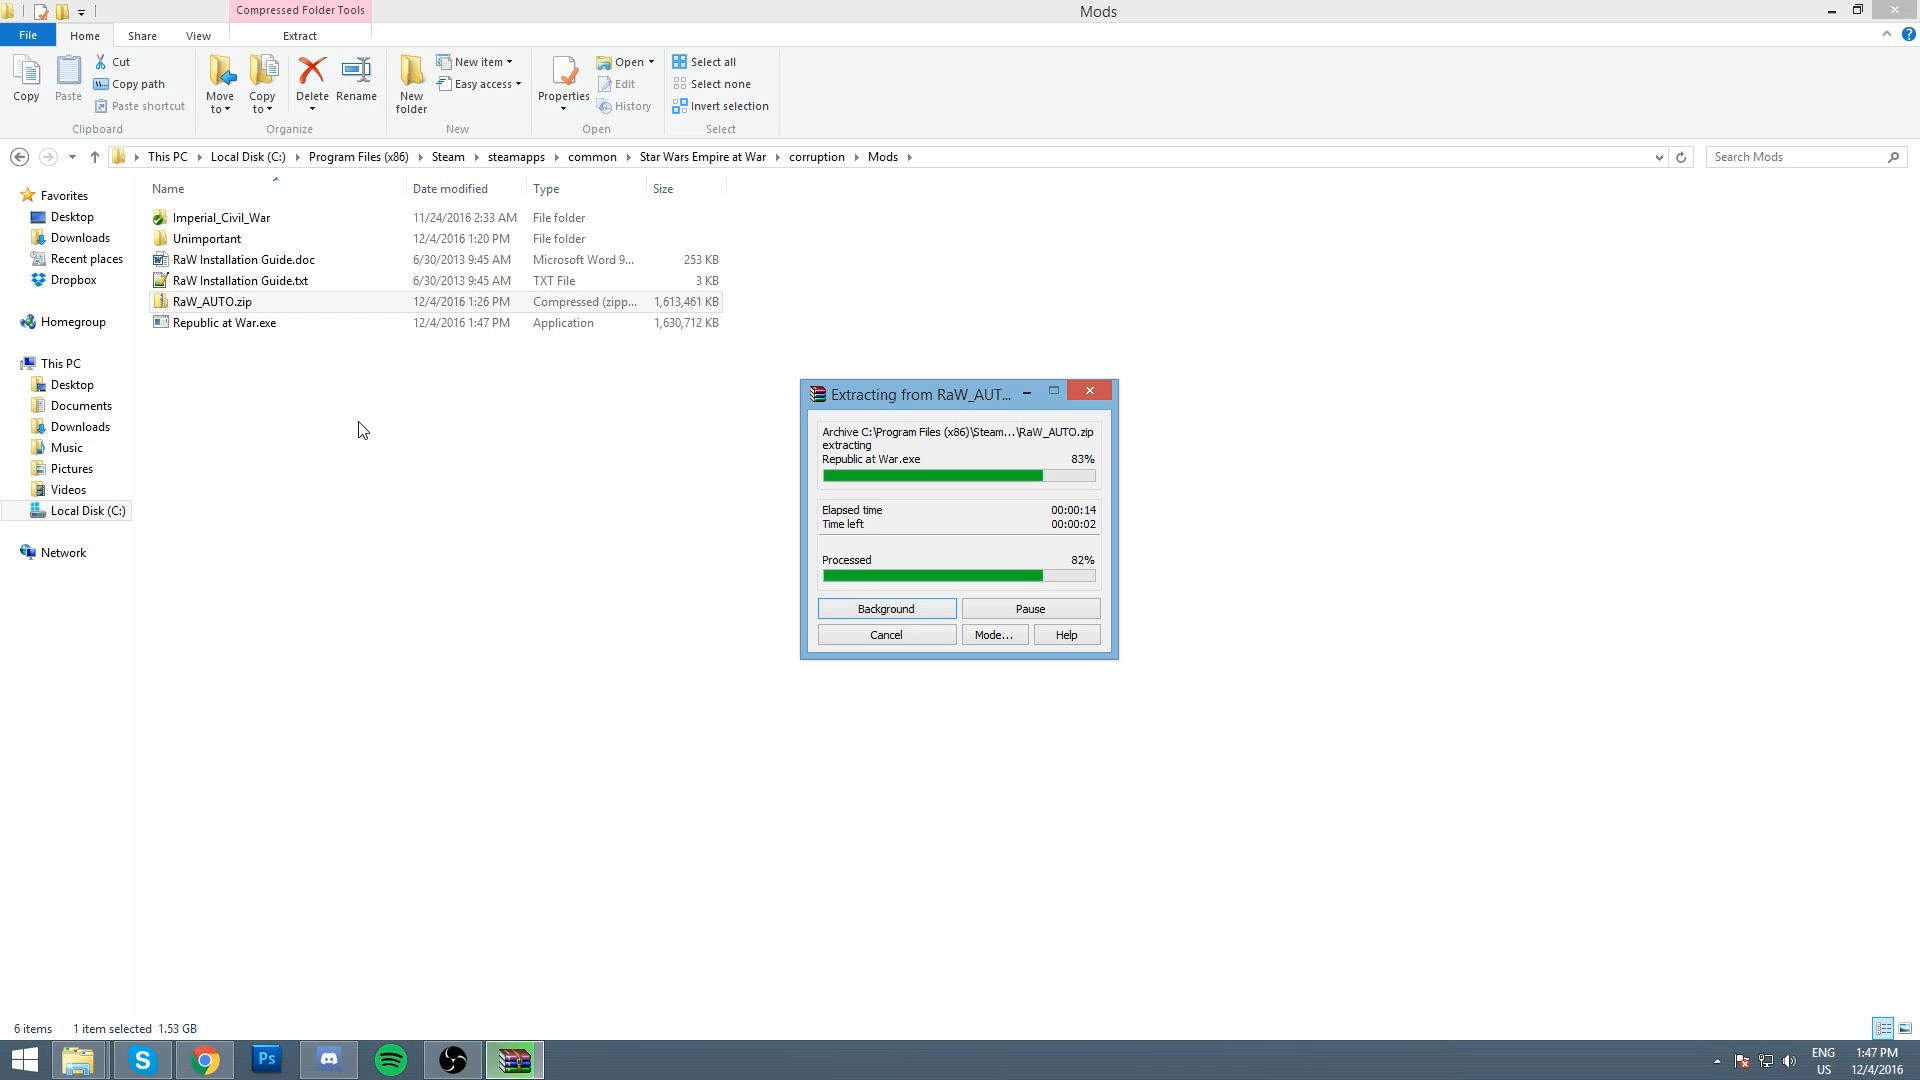 Compressed Folder Tools
Mods
File
Home
Share
View
Extract
Copy
Paste
Cut
Copy path
Paste shortcut
Clipboard
Move to
Copy to
Delete
Rename
Organize
New folder
New item
Easy access
New
Properties
Open
Edit
History
Open
Select all
Select none
Invert selection
Select
This PC
Local Disk (C:)
Program Files (x86)
Steam
steamapps
common
Star Wars Empire at War
corruption
Mods
Search Mods
Favorites
Desktop
Downloads
Recent places
Dropbox
Homegroup
This PC
Desktop
Documents
Downloads
Music
Pictures
Videos
Local Disk (C:)
Network
Name Date modified Type Size
Imperial_Civil_War 11/24/2016 2:33 AM File folder
Unimportant 12/4/2016 1:20 PM File folder
RaW Installation Guide.doc 6/30/2013 9:45 AM Microsoft Word 9... 253 KB
RaW Installation Guide.txt 6/30/2013 9:45 AM TXT File 3 KB
RaW_AUTO.zip 12/4/2016 1:26 PM Compressed (zipp... 1,613,461 KB
Republic at War.exe 12/4/2016 1:47 PM Application 1,630,712 KB
Extracting from RaW_AUT...
Archive C:\Program Files (x86)\Steam...\RaW_AUTO.zip
extracting
Republic at War.exe 83%
Elapsed time 00:00:14
Time left 00:00:02
Processed 82%
Background
Pause
Cancel
Mode...
Help
6 items 1 item selected 1.53 GB
S
Ps
ENG
US
1:47 PM
12/4/2016